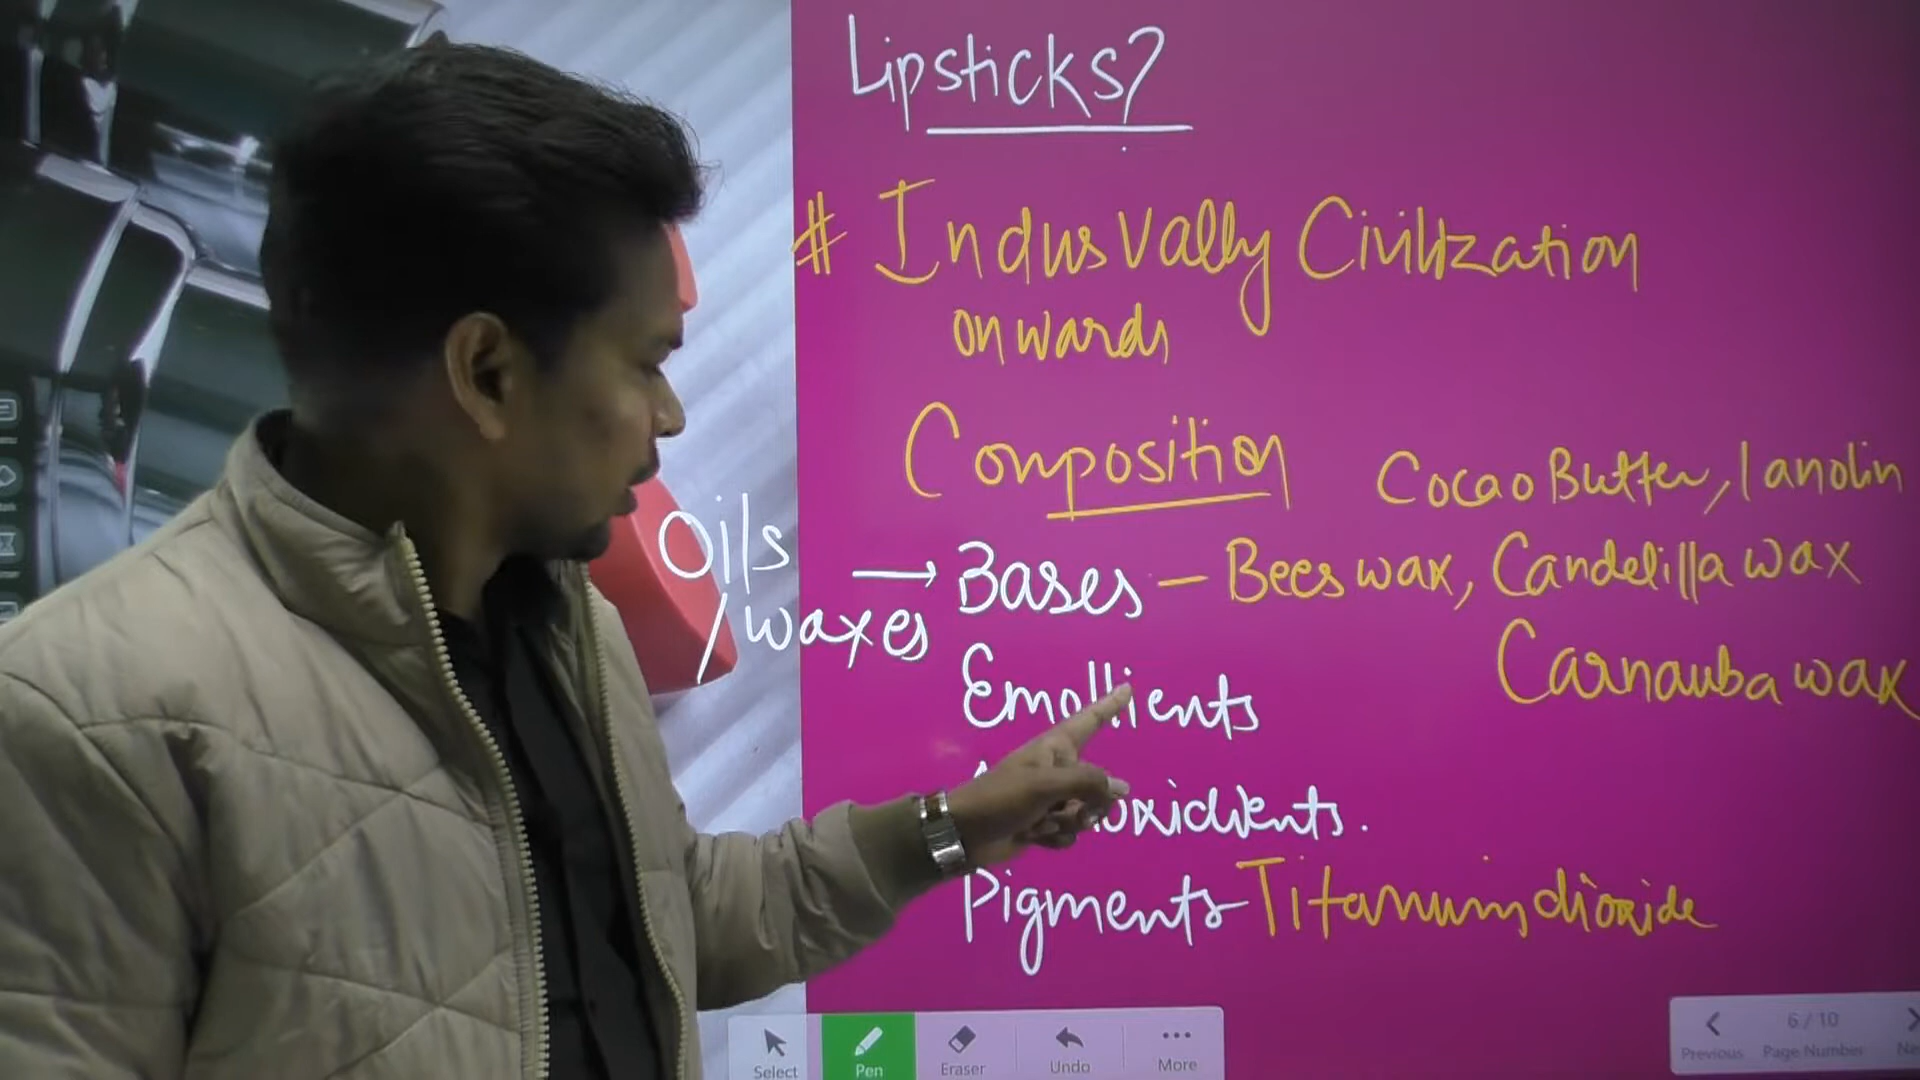 Lipsticks?
# Indus Vally Civilization
onwards
Composition
Cocao Butter, lanolin
Oils
/waxes
→ Bases – Bees wax, Candelilla wax
Carnauba wax
Emollients
Pigments - Titanium dioxide
Select
Pen
Eraser
Undo
More
6 / 10
Previous
Page Number